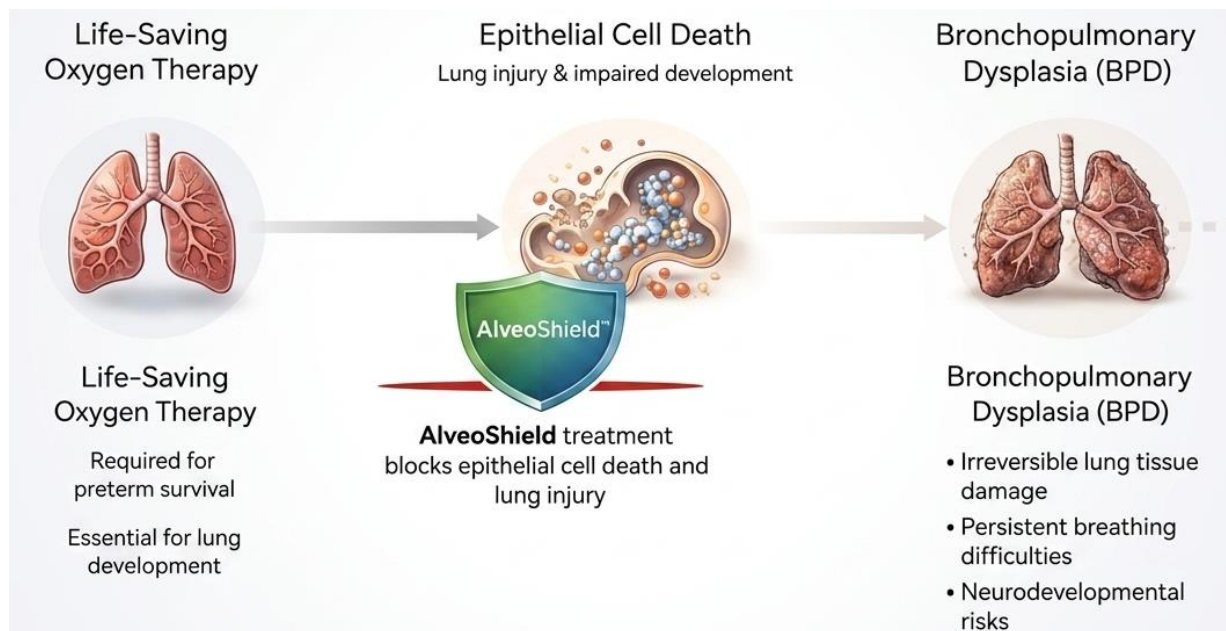 Life-Saving
Oxygen Therapy
Epithelial Cell Death
Lung injury & impaired development
Bronchopulmonary
Dysplasia (BPD)
AlveoShield™
Life-Saving
Oxygen Therapy
Required for
preterm survival
Essential for lung
development
AlveoShield treatment
blocks epithelial cell death and
lung injury
Bronchopulmonary
Dysplasia (BPD)
• Irreversible lung tissue
damage
• Persistent breathing
difficulties
• Neurodevelopmental
risks